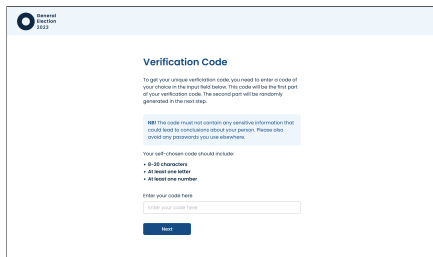 General
Election
2023
Verification Code
To get your unique verficiation code, you need to enter a code of
your choice in the input field below. This code will be the first part
of your verification code. The second part will be randomly
generated in the next step.
NB! The code must not contain any sensitive information that
could lead to conclusions about your person. Please also
avoid any passwords you use elsewhere.
Your self-chosen code should include:
• 8-30 characters
• At least one letter
• At least one number
Enter your code here
Enter your code here
Next